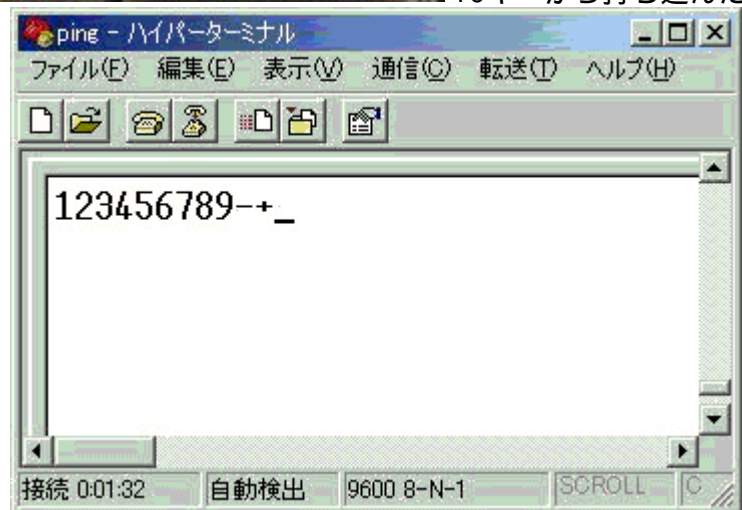 ping - ハイパーターミナル
ファイル(F) 編集(E) 表示(V) 通信(C) 転送(T) ヘルプ(H)
123456789-+_
接続 0:01:32 自動検出 9600 8-N-1 SCROLL C